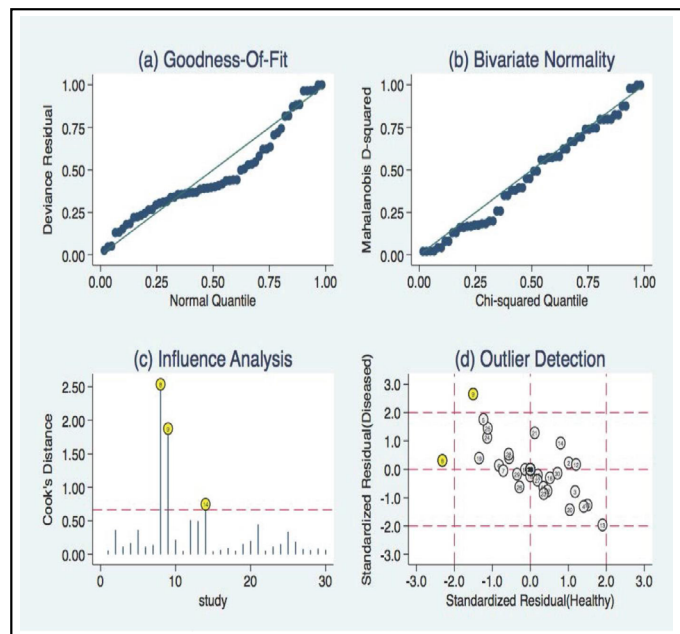 (a) Goodness-Of-Fit
Deviance Residual
1.00
0.75
0.50
0.25
0.00
0.00 0.25 0.50 0.75 1.00
Normal Quantile
(b) Bivariate Normality
Mahalanobis D-squared
1.00
0.75
0.50
0.25
0.00
0.00 0.25 0.50 0.75 1.00
Chi-squared Quantile
(c) Influence Analysis
Cook's Distance
2.50
2.00
1.50
1.00
0.50
0.00
8
9
14
0 10 20 30
study
(d) Outlier Detection
Standardized Residual(Diseased)
3.0
2.0
1.0
0.0
-1.0
-2.0
-3.0
14
-3.0 -2.0 -1.0 0.0 1.0 2.0 3.0
Standardized Residual(Healthy)